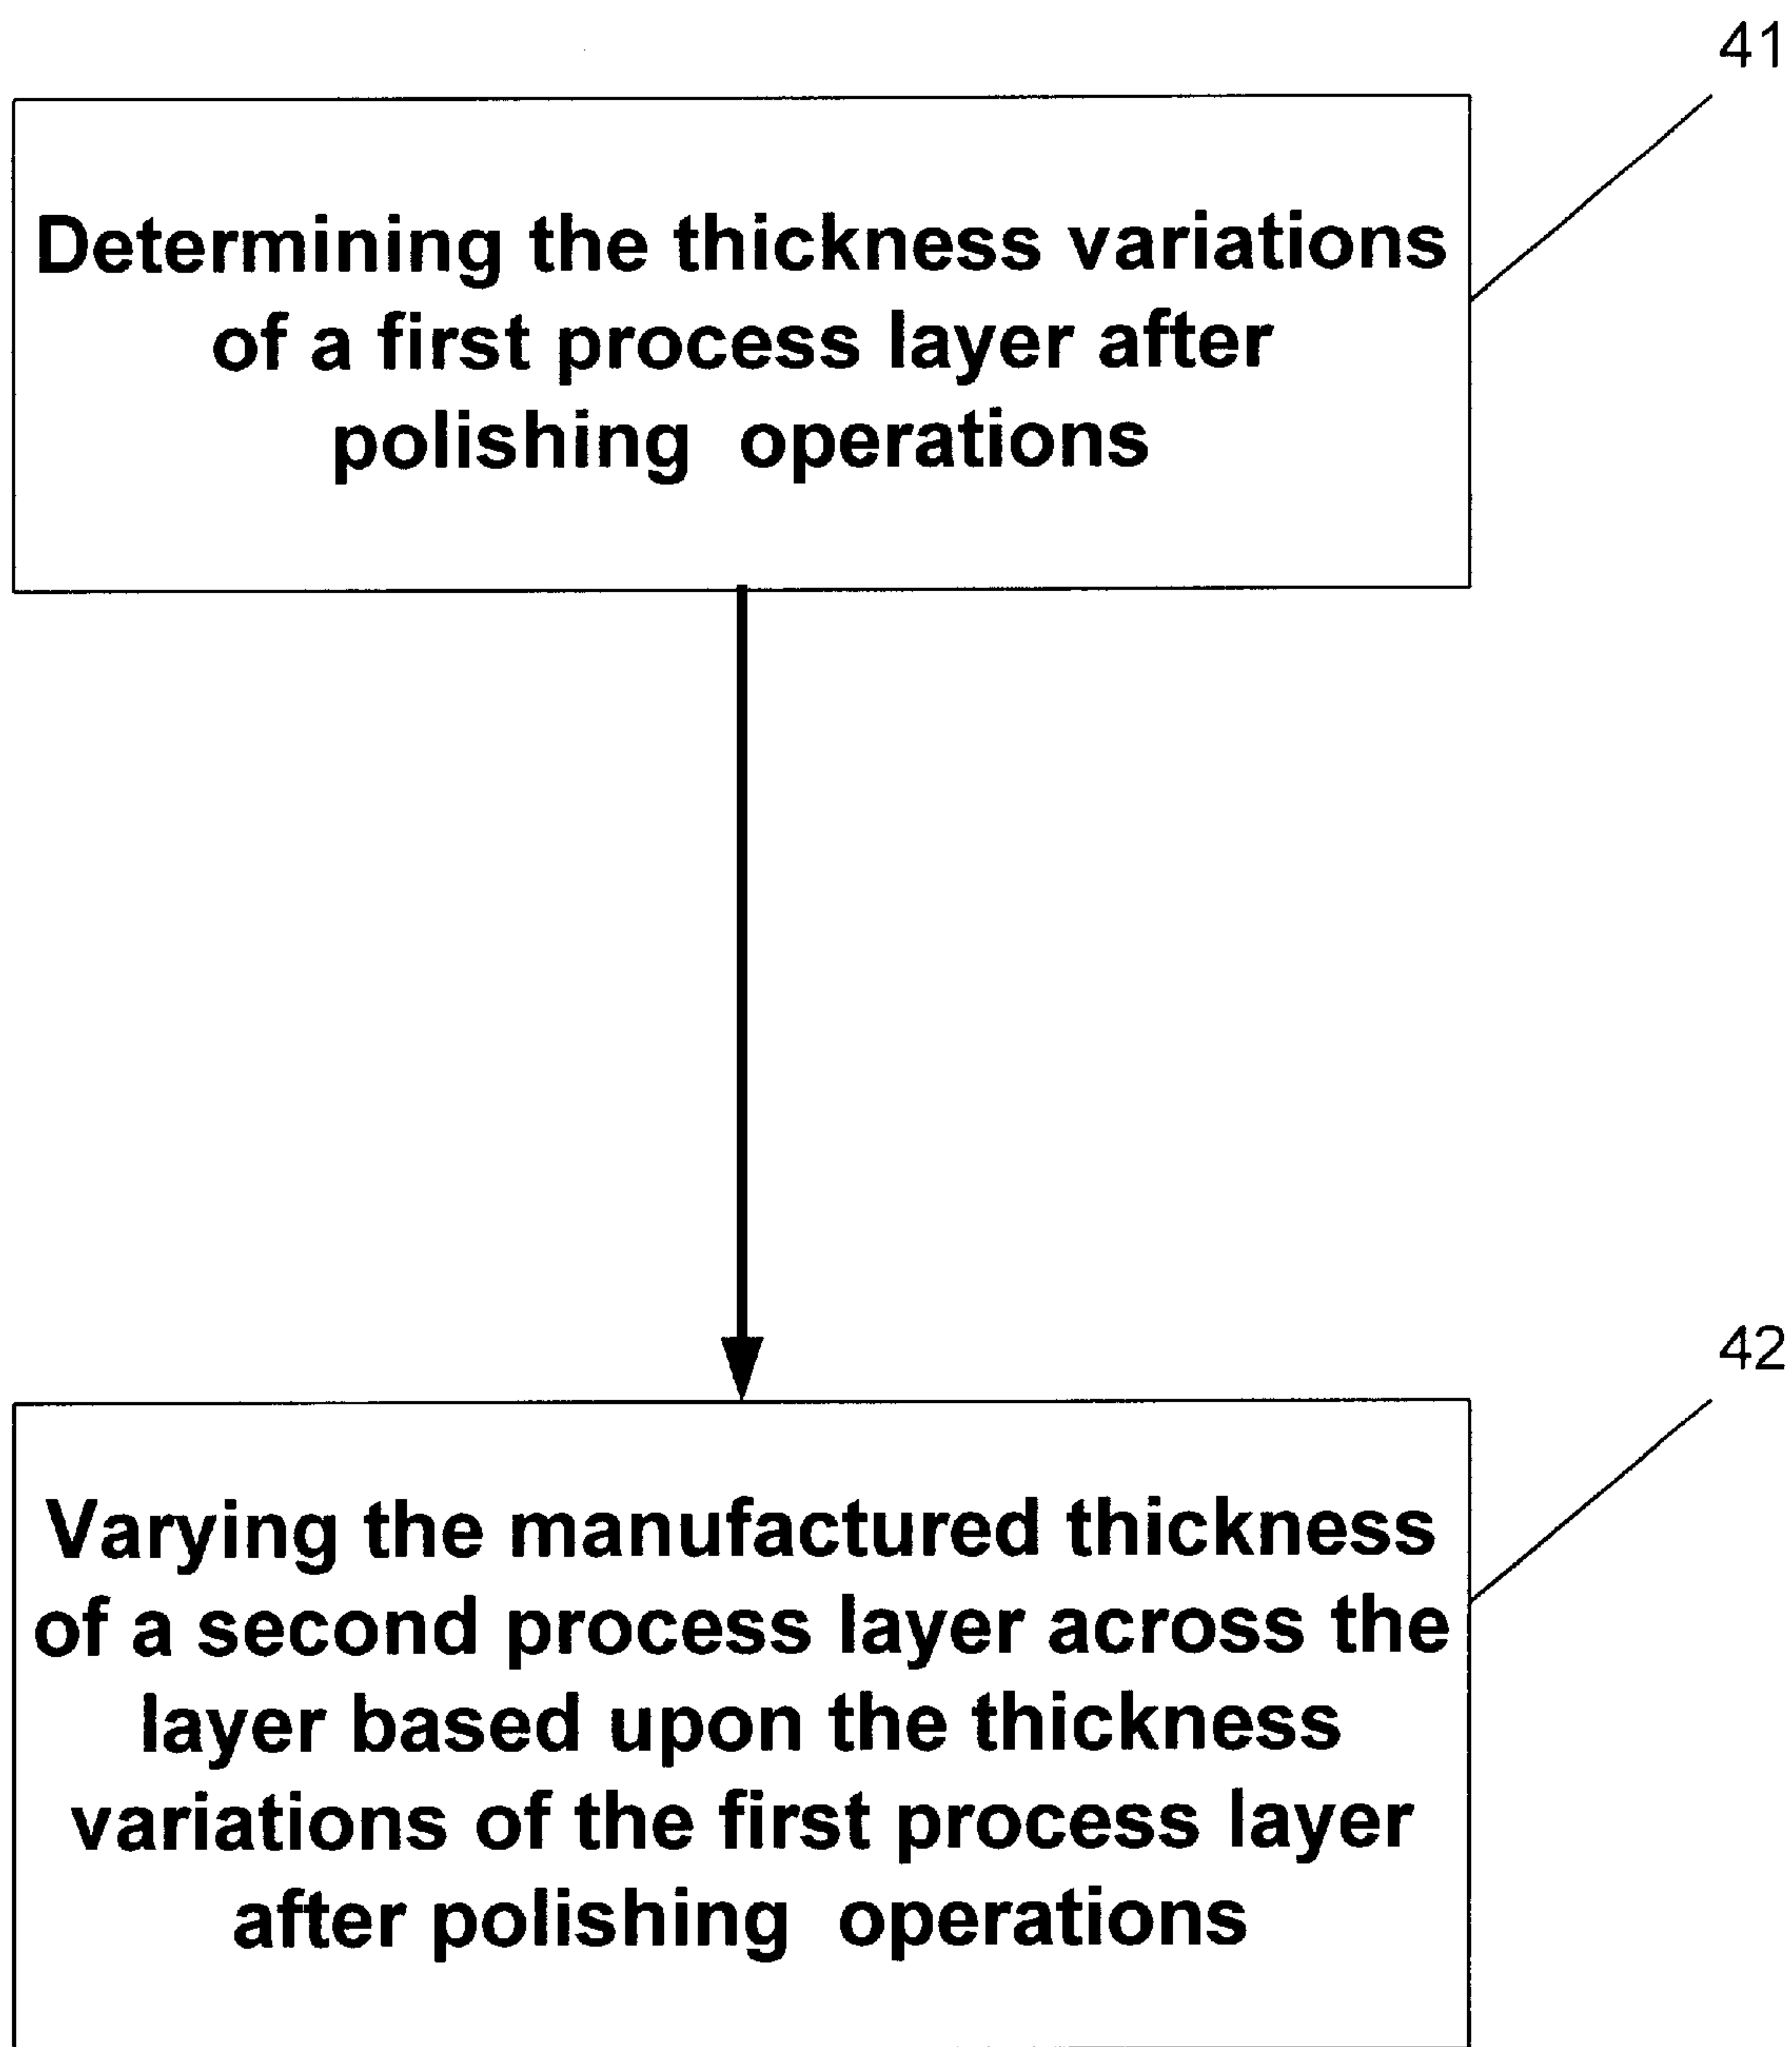 41
Determining the thickness variations
of a first process layer after
polishing operations
42
Varying the manufactured thickness
of a second process layer across the
layer based upon the thickness
variations of the first process layer
after polishing operations